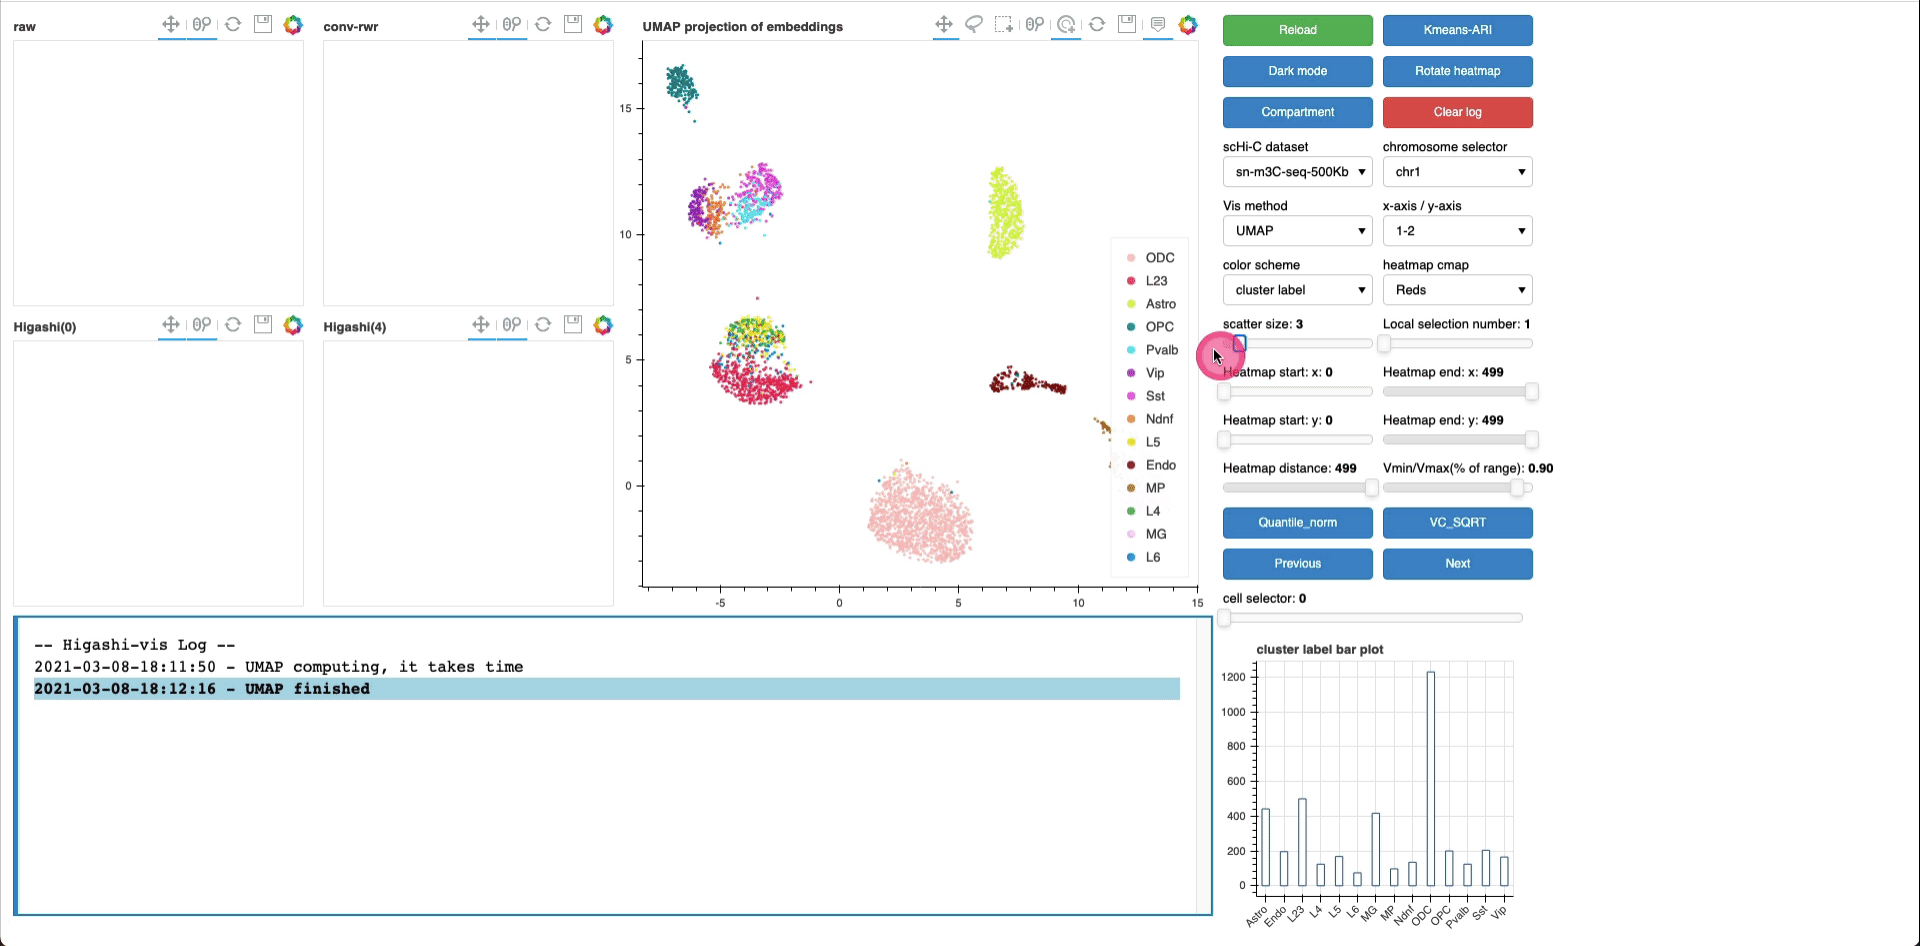 raw
conv-rwr
UMAP projection of embeddings
15
10
5
0
-5
0
5
10
15
ODC
L23
Astro
OPC
Pvalb
Vip
Sst
Ndnf
L5
Endo
MP
L4
MG
L6
Higashi(0)
Higashi(4)
-- Higashi-vis Log --
2021-03-08-18:11:50 - UMAP computing, it takes time
2021-03-08-18:12:16 - UMAP finished
Reload
Kmeans-ARI
Dark mode
Rotate heatmap
Compartment
Clear log
scHi-C dataset
chromosome selector
sn-m3C-seq-500Kb
chr1
Vis method
x-axis / y-axis
UMAP
1-2
color scheme
heatmap cmap
cluster label
Reds
scatter size: 3
Local selection number: 1
Heatmap start: x: 0
Heatmap end: x: 499
Heatmap start: y: 0
Heatmap end: y: 499
Heatmap distance: 499
Vmin/Vmax(% of range): 0.90
Quantile_norm
VC_SQRT
Previous
Next
cell selector: 0
cluster label bar plot
1200
1000
800
600
400
200
0
Astro
Endo
L23
L4
L5
L6
MG
MP
Ndnf
ODC
OPC
Pvalb
Sst
Vip